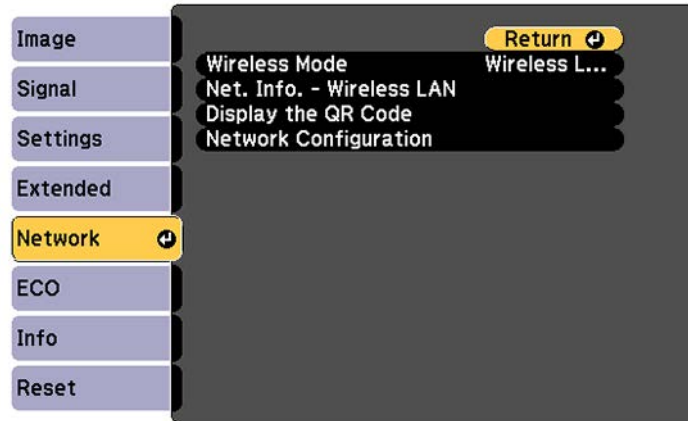 Image
Signal
Settings
Extended
Network
ECO
Info
Reset
Return
Wireless Mode Wireless L...
Net. Info. - Wireless LAN
Display the QR Code
Network Configuration